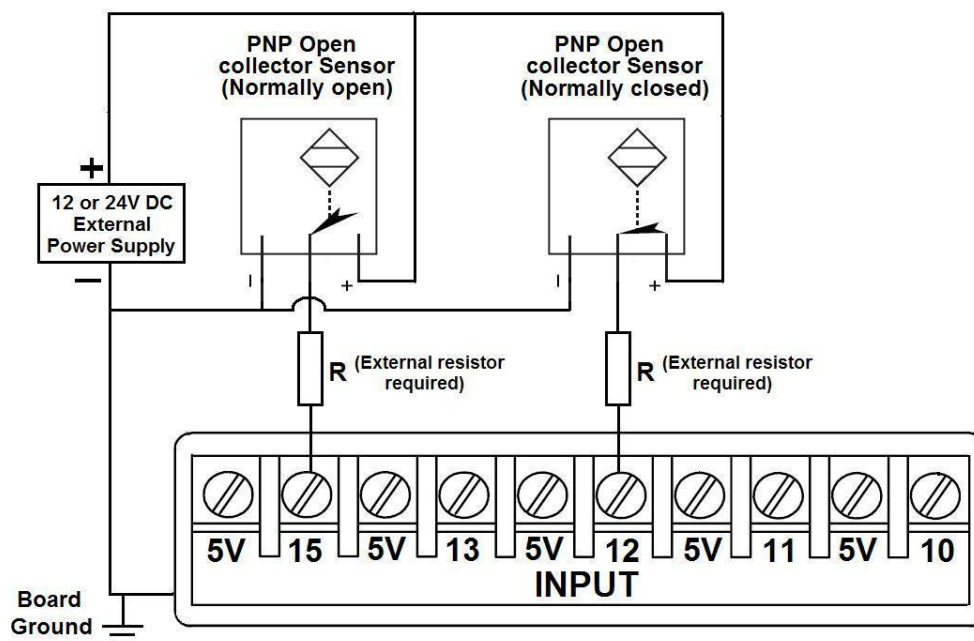 PNP Open
collector Sensor
(Normally open)
PNP Open
collector Sensor
(Normally closed)
+
12 or 24V DC
External
Power Supply
−
I
+
I
+
R (External resistor
required)
R (External resistor
required)
5V 15 5V 13 5V 12 5V 11 5V 10
INPUT
Board
Ground